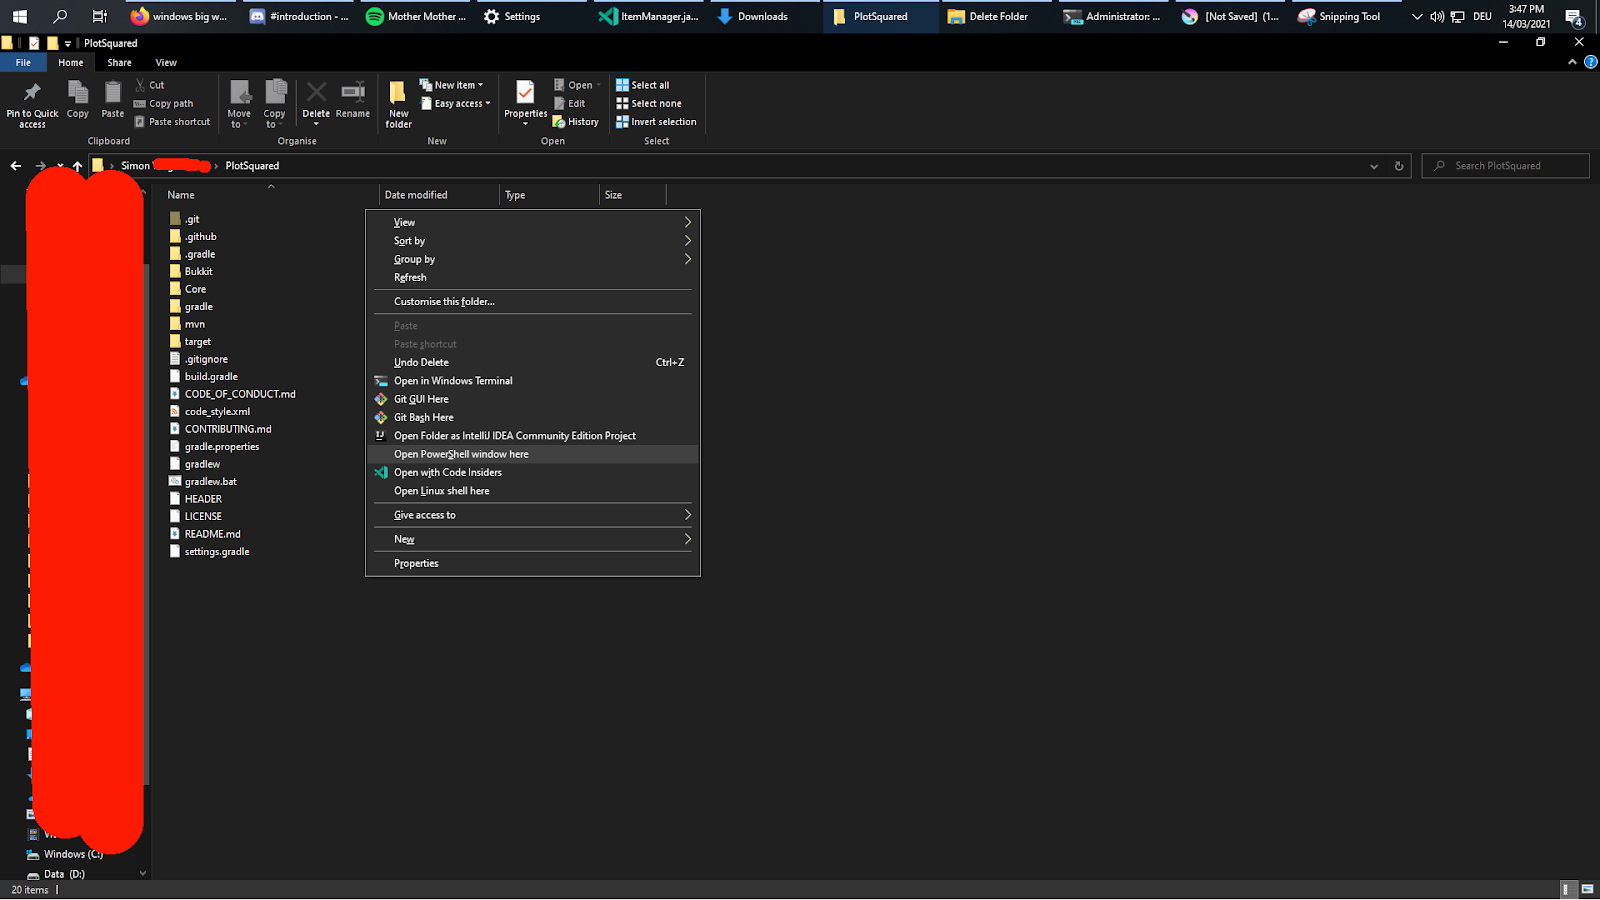 windows big w...
#introduction - ...
Mother Mother ...
Settings
ItemManager.ja...
Downloads
PlotSquared
Delete Folder
Administrator: ...
[Not Saved] (1...
Snipping Tool
DEU
3:47 PM
14/03/2021
4
PlotSquared
File
Home
Share
View
Pin to Quick access
Copy
Paste
Cut
Copy path
Paste shortcut
Clipboard
Move to
Copy to
Delete
Rename
Organise
New folder
New item
Easy access
New
Properties
Open
Edit
History
Open
Select all
Select none
Invert selection
Select
Simon
PlotSquared
Search PlotSquared
Name
Date modified
Type
Size
.git
.github
.gradle
Bukkit
Core
gradle
mvn
target
.gitignore
build.gradle
CODE_OF_CONDUCT.md
code_style.xml
CONTRIBUTING.md
gradle.properties
gradlew
gradlew.bat
HEADER
LICENSE
README.md
settings.gradle
View
Sort by
Group by
Refresh
Customise this folder...
Paste
Paste shortcut
Undo Delete Ctrl+Z
Open in Windows Terminal
Git GUI Here
Git Bash Here
Open Folder as IntelliJ IDEA Community Edition Project
Open PowerShell window here
Open with Code Insiders
Open Linux shell here
Give access to
New
Properties
Windows (C:)
Data (D:)
20 items